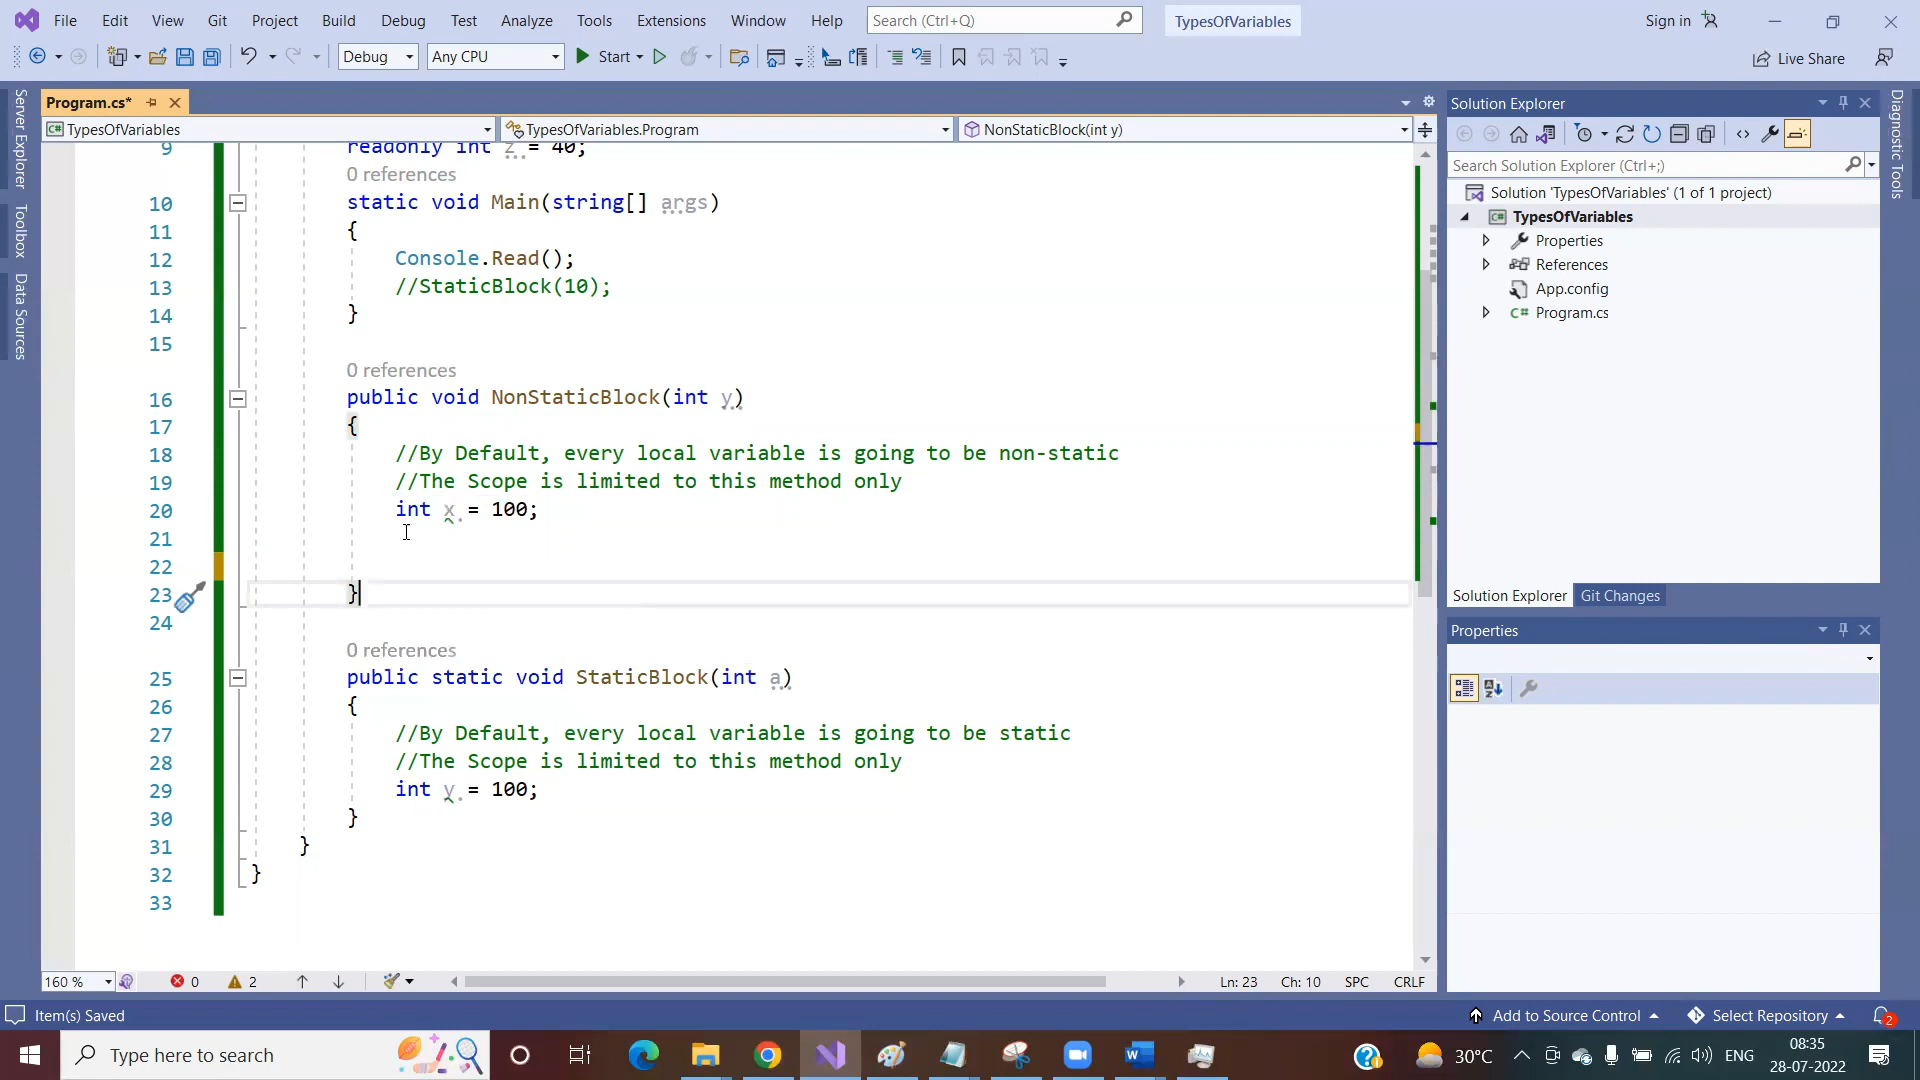 File Edit View Git Project Build Debug Test Analyze Tools Extensions Window Help Search (Ctrl+Q) TypesOfVariables Sign in
Debug Any CPU Start Live Share
Server Explorer
Toolbox
Data Sources
Program.cs*
TypesOfVariables TypesOfVariables.Program NonStaticBlock(int y)
9 readonly int z = 40;
0 references
10 static void Main(string[] args)
11 {
12 Console.Read();
13 //StaticBlock(10);
14 }
15
0 references
16 public void NonStaticBlock(int y)
17 {
18 //By Default, every local variable is going to be non-static
19 //The Scope is limited to this method only
20 int x = 100;
21
22
23 }
24
0 references
25 public static void StaticBlock(int a)
26 {
27 //By Default, every local variable is going to be static
28 //The Scope is limited to this method only
29 int y = 100;
30 }
31 }
32 }
33
160 % 0 2 Ln: 23 Ch: 10 SPC CRLF
Solution Explorer
Search Solution Explorer (Ctrl+;)
Solution 'TypesOfVariables' (1 of 1 project)
C# TypesOfVariables
Properties
References
App.config
C# Program.cs
Solution Explorer Git Changes
Properties
Diagnostic Tools
Item(s) Saved Add to Source Control Select Repository 2
Type here to search 30°C ENG 08:35
28-07-2022